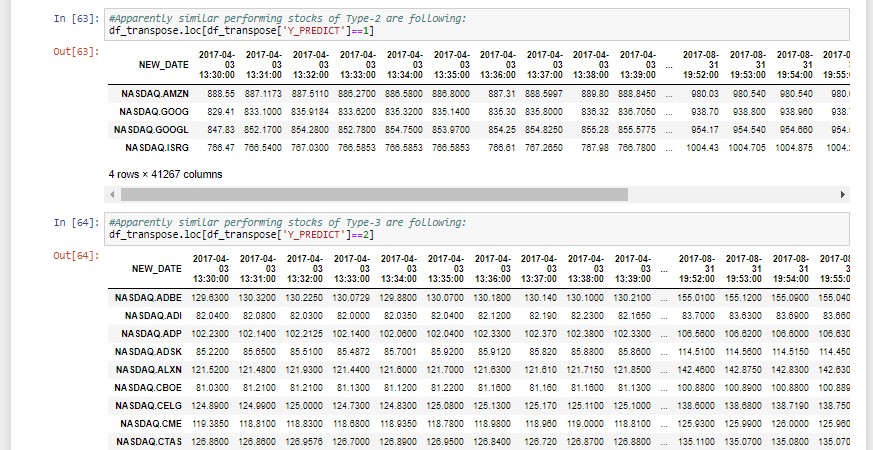 In [63]: #Apparently similar performing stocks of Type-2 are following:
df_transpose.loc[df_transpose['Y_PREDICT']==1]
Out[63]:
NEW_DATE 2017-04-03 13:30:00 2017-04-03 13:31:00 2017-04-03 13:32:00 2017-04-03 13:33:00 2017-04-03 13:34:00 2017-04-03 13:35:00 2017-04-03 13:36:00 2017-04-03 13:37:00 2017-04-03 13:38:00 2017-04-03 13:39:00 ... 2017-08-31 19:52:00 2017-08-31 19:53:00 2017-08-31 19:54:00 2017-0 19:55:
NASDAQ.AMZN 888.55 887.1173 887.5110 886.2700 886.5800 886.8000 887.31 888.5997 889.80 888.8450 ... 980.03 980.540 980.540 980.
NASDAQ.GOOG 829.41 833.1000 835.9184 833.6200 835.3200 835.1400 835.30 835.8000 836.32 836.7050 ... 938.70 938.800 938.960 938.
NASDAQ.GOOGL 847.83 852.1700 854.2800 852.7800 854.7500 853.9700 854.25 854.8250 855.28 855.5775 ... 954.17 954.540 954.660 954.
NASDAQ.ISRG 766.47 766.5400 767.0300 766.5853 766.5853 766.5853 766.61 767.2650 767.98 766.7800 ... 1004.43 1004.705 1004.875 1004.
4 rows × 41267 columns
In [64]: #Apparently similar performing stocks of Type-3 are following:
df_transpose.loc[df_transpose['Y_PREDICT']==2]
Out[64]:
NEW_DATE 2017-04-03 13:30:00 2017-04-03 13:31:00 2017-04-03 13:32:00 2017-04-03 13:33:00 2017-04-03 13:34:00 2017-04-03 13:35:00 2017-04-03 13:36:00 2017-04-03 13:37:00 2017-04-03 13:38:00 2017-04-03 13:39:00 ... 2017-08-31 19:52:00 2017-08-31 19:53:00 2017-08-31 19:54:00 2017-08 19:55:0
NASDAQ.ADBE 129.6300 130.3200 130.2250 130.0729 129.8800 130.0700 130.1800 130.140 130.1000 130.2100 ... 155.0100 155.1200 155.0900 155.040
NASDAQ.ADI 82.0400 82.0800 82.0300 82.0000 82.0350 82.0400 82.1200 82.190 82.2300 82.1650 ... 83.7000 83.6300 83.6900 83.660
NASDAQ.ADP 102.2300 102.1400 102.2125 102.1400 102.0600 102.0400 102.3300 102.370 102.3800 102.3300 ... 106.5600 106.6200 106.6000 106.630
NASDAQ.ADSK 85.2200 85.6500 85.5100 85.4872 85.7001 85.9200 85.9120 85.820 85.8800 85.8600 ... 114.5100 114.5600 114.5150 114.450
NASDAQ.ALXN 121.5200 121.4800 121.9300 121.4400 121.6000 121.7000 121.6300 121.610 121.7150 121.8500 ... 142.4600 142.8750 142.8300 142.630
NASDAQ.CBOE 81.0300 81.2100 81.2100 81.1300 81.1200 81.2200 81.1600 81.160 81.1600 81.1300 ... 100.8800 100.8900 100.8800 100.889
NASDAQ.CELG 124.8900 124.9900 125.0000 124.7300 124.8300 125.0800 125.1300 125.170 125.1100 125.1000 ... 138.6000 138.6800 138.7190 138.750
NASDAQ.CME 119.3850 118.8100 118.8300 118.6800 118.9350 118.7800 118.9800 118.960 119.0000 118.8100 ... 125.9300 125.9900 126.0000 125.960
NASDAQ.CTAS 126.8600 126.8600 126.9576 126.7000 126.8900 126.9500 126.8400 126.720 126.8700 126.8800 ... 135.1100 135.0700 135.0800 135.070